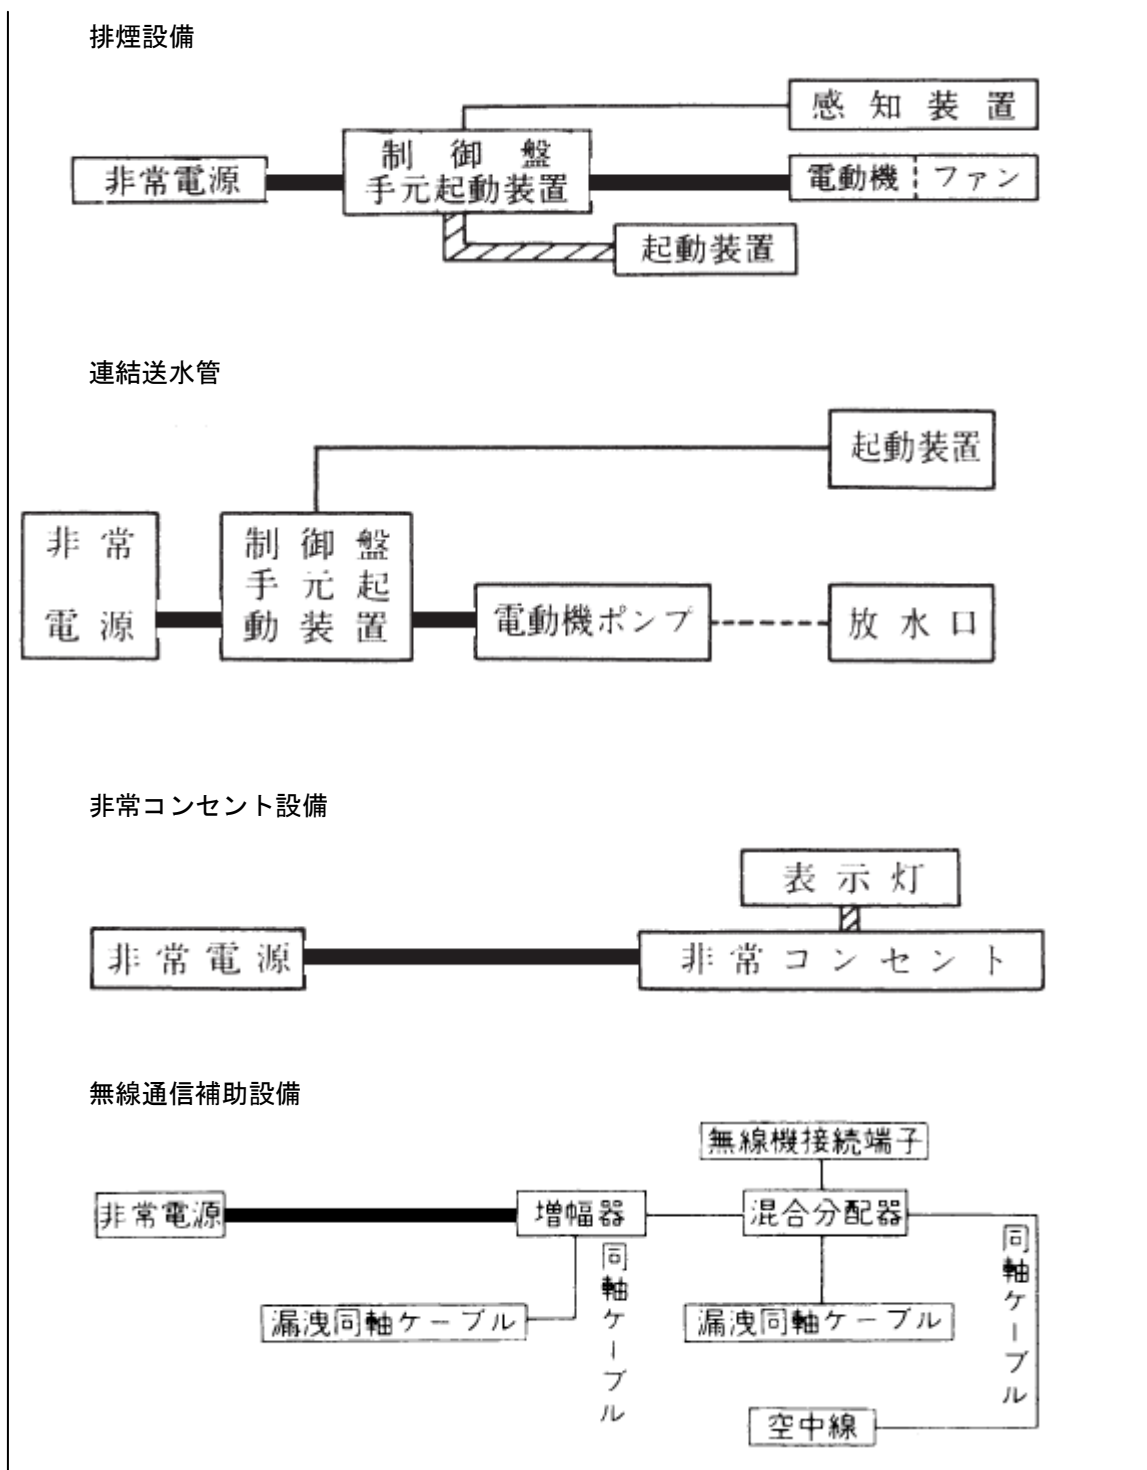 排煙設備
感知装置
制御盤
手元起動装置
非常電源
電動機
ファン
起動装置
連結送水管
起動装置
非常
電源
制御盤
手元起
動装置
電動機ポンプ
放水口
非常コンセント設備
表示灯
非常電源
非常コンセント
無線通信補助設備
無線機接続端子
非常電源
増幅器
混合分配器
同軸ケーブル
同軸ケーブル
漏洩同軸ケーブル
漏洩同軸ケーブル
空中線